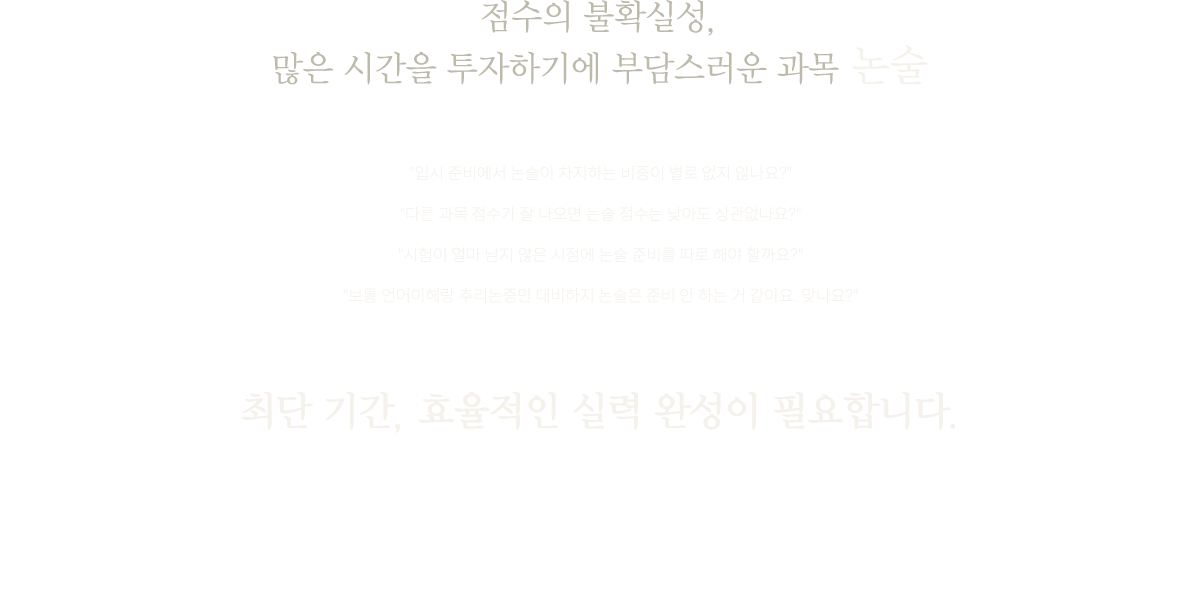 점수의 불확실성,
많은 시간을 투자하기에 부담스러운 과목 논술
"입시 준비에서 논술이 차지하는 비중이 별로 없지 않나요?"
"다른 과목 점수가 잘 나오면 논술 점수는 낮아도 상관없나요?"
"시험이 얼마 남지 않은 시점에 논술 준비를 따로 해야 할까요?"
"보통 언어이해랑 추리논증만 대비하지 논술은 준비 안 하는 거 같아요. 맞나요?"
최단 기간, 효율적인 실력 완성이 필요합니다.